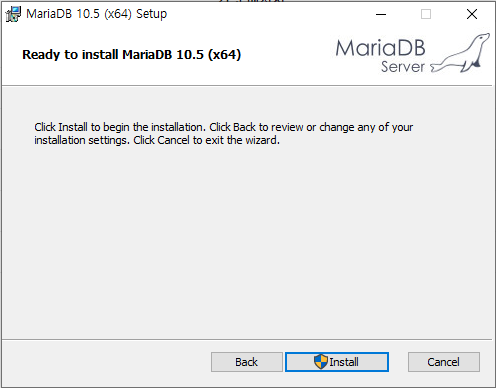 MariaDB 10.5 (x64) Setup
Ready to install MariaDB 10.5 (x64)
MariaDB
Server
Click Install to begin the installation. Click Back to review or change any of your
installation settings. Click Cancel to exit the wizard.
Back
Install
Cancel